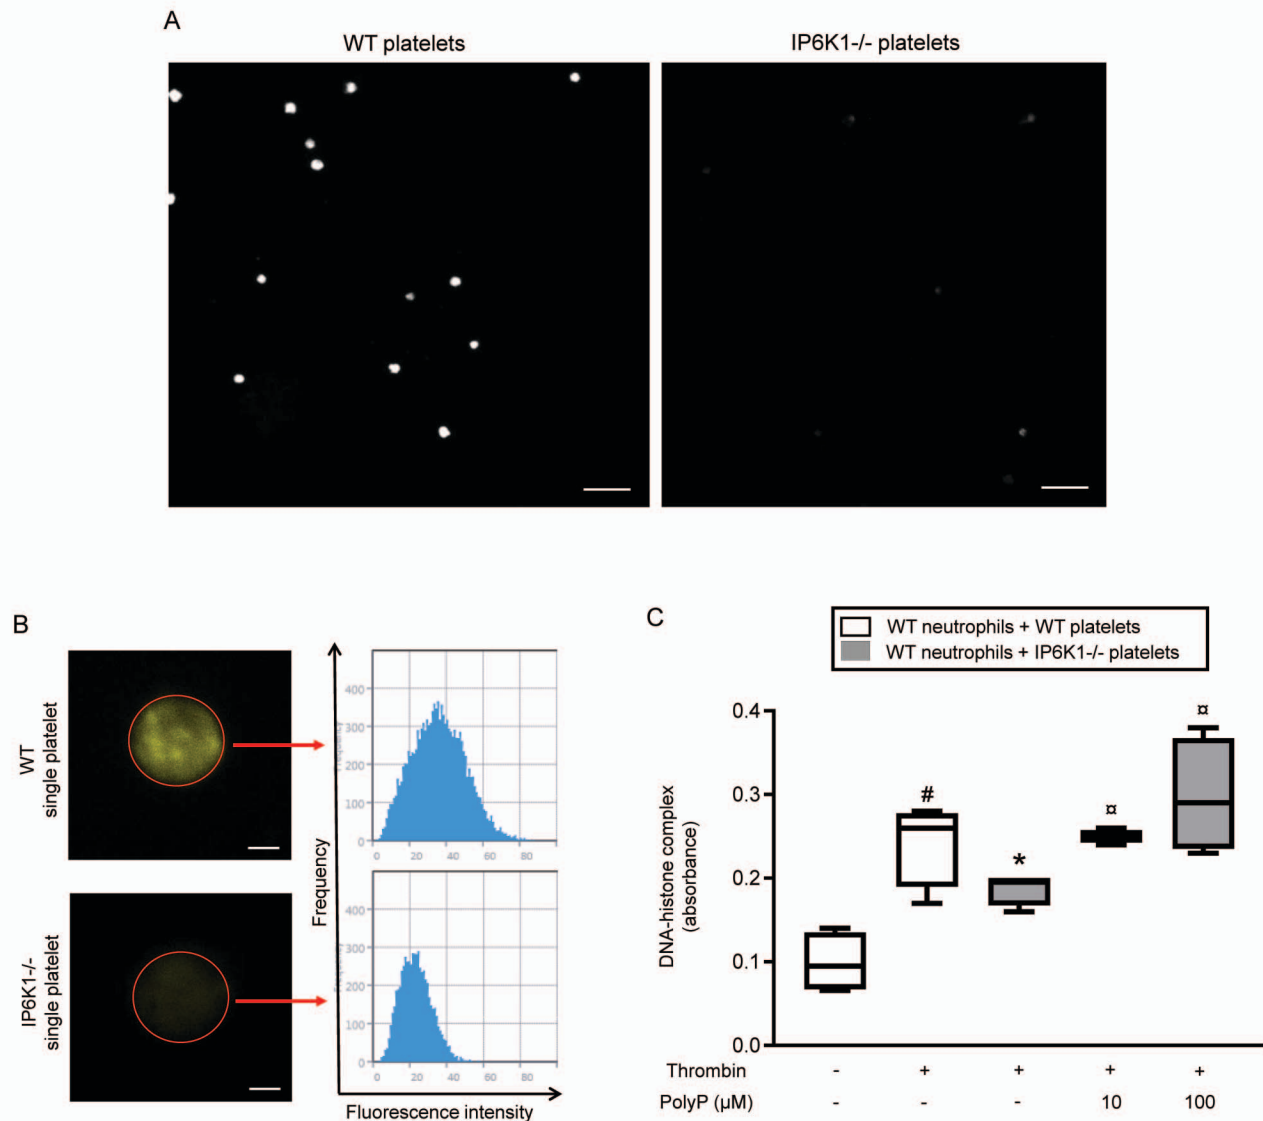 A
WT platelets
IP6K1-/- platelets
B
WT
single platelet
IP6K1-/-
single platelet
Frequency
400
300
200
100
0
0 20 40 60 80
400
300
200
100
0
0 20 40 60 80
Fluorescence intensity
C
WT neutrophils + WT platelets
WT neutrophils + IP6K1-/- platelets
DNA-histone complex
(absorbance)
0.4
0.3
0.2
0.1
0.0
#
*
¤
¤
Thrombin - + + + +
PolyP (µM) - - - 10 100